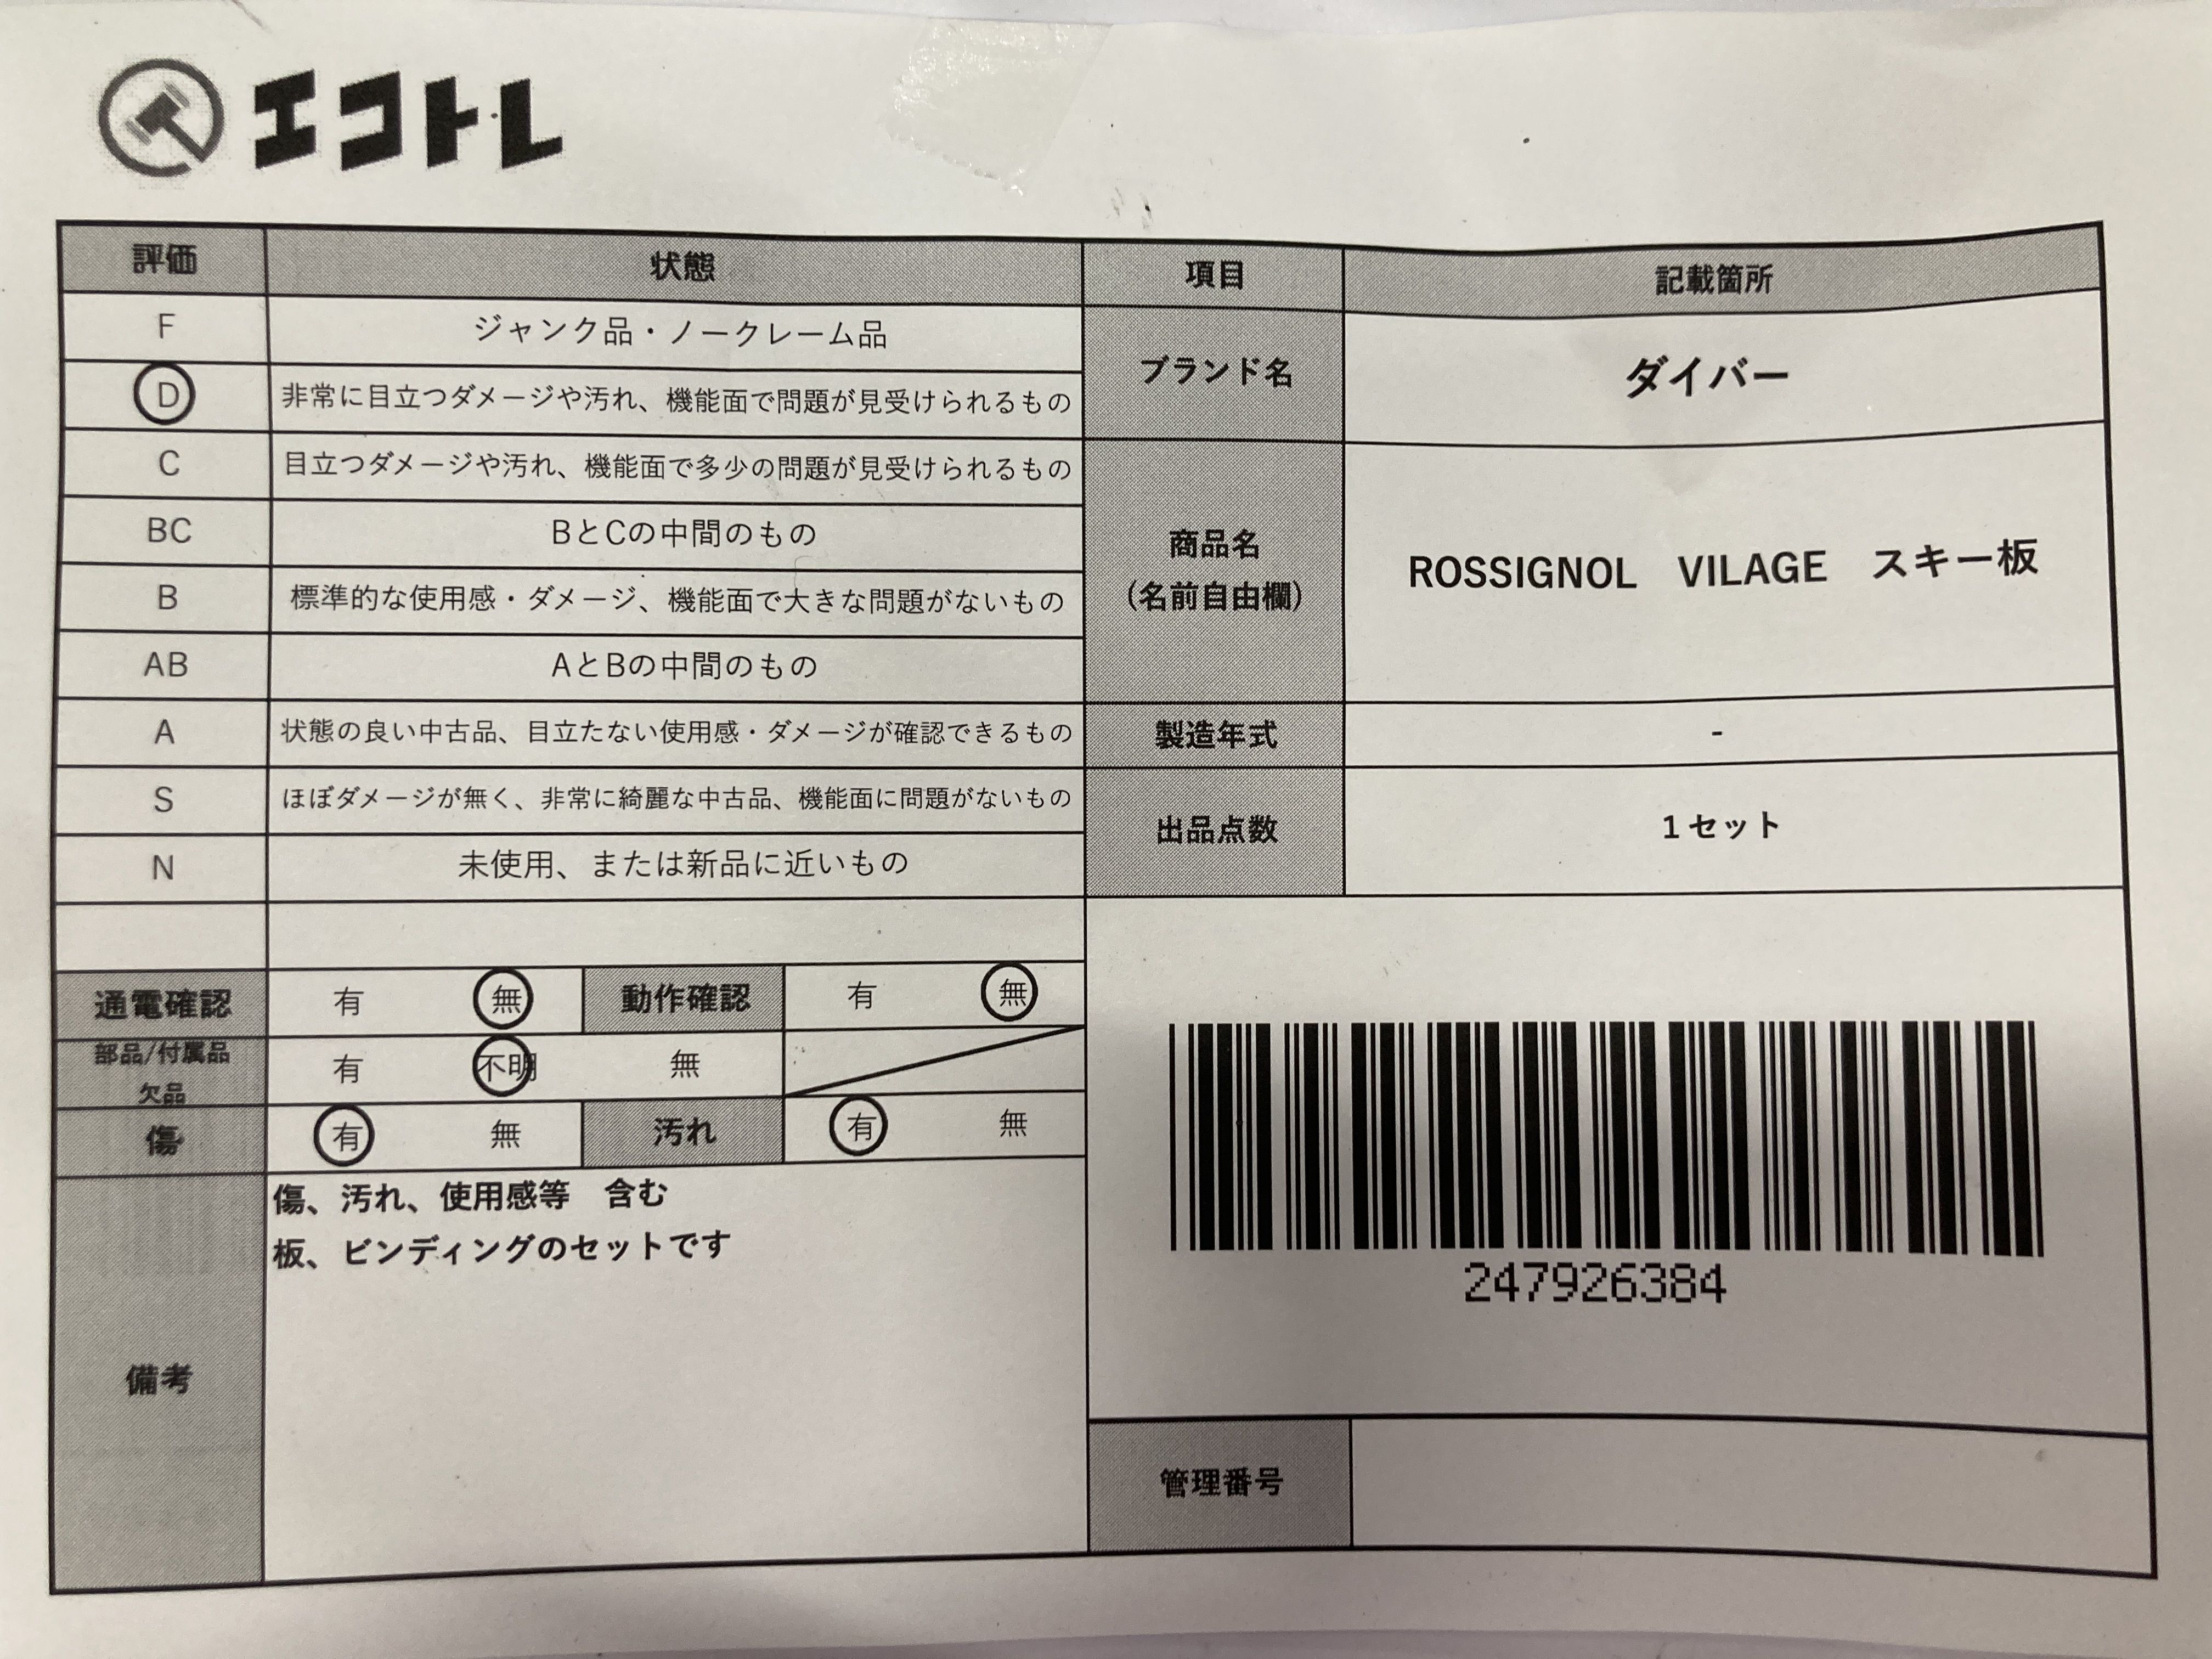 エコトレ
評価 状態 項目 記載箇所
F ジャンク品・ノークレーム品
ブランド名 ダイバー
D 非常に目立つダメージや汚れ、機能面で問題が見受けられるもの
C 目立つダメージや汚れ、機能面で多少の問題が見受けられるもの
BC BとCの中間のもの
商品名
(名前自由欄)
ROSSIGNOL VILAGE スキー板
B 標準的な使用感・ダメージ、機能面で大きな問題がないもの
AB AとBの中間のもの
A 状態の良い中古品、目立たない使用感・ダメージが確認できるもの
製造年式 -
S ほぼダメージが無く、非常に綺麗な中古品、機能面に問題がないもの
出品点数 1セット
N 未使用、または新品に近いもの
通電確認 有 無 動作確認 有 無
部品/付属品
欠品
有 不明 無
傷 有 無 汚れ 有 無
備考
傷、汚れ、使用感等 含む
板、ビンディングのセットです
247926384
管理番号